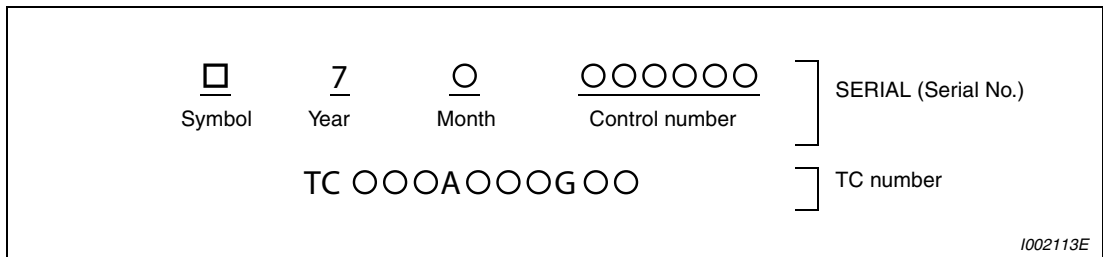 □ 7 ○ ○○○○○○ SERIAL (Serial No.)
Symbol Year Month Control number
TC ○○○A○○○G○○ TC number
I002113E